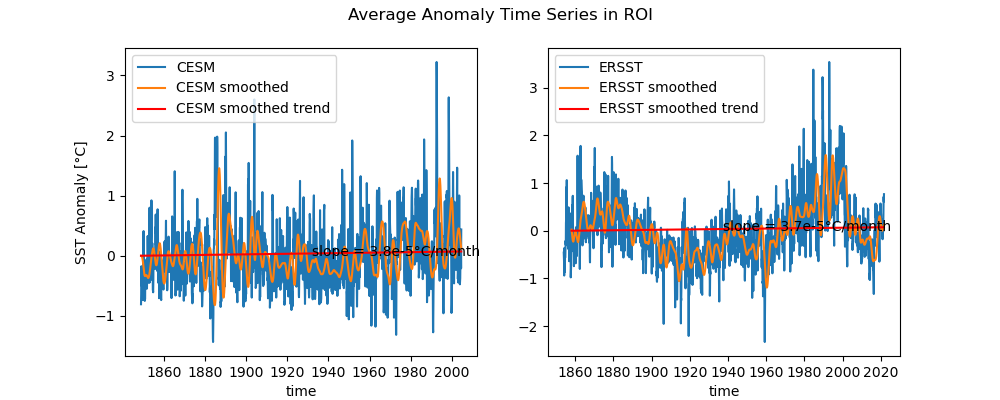 Average Anomaly Time Series in ROI
CESM
CESM smoothed
CESM smoothed trend
3
2
1
0
−1
SST Anomaly [°C]
slope = 3.8e-5°C/month
1860 1880 1900 1920 1940 1960 1980 2000
time
ERSST
ERSST smoothed
ERSST smoothed trend
3
2
1
0
−1
−2
slope = 3.7e-5°C/month
1860 1880 1900 1920 1940 1960 1980 2000 2020
time